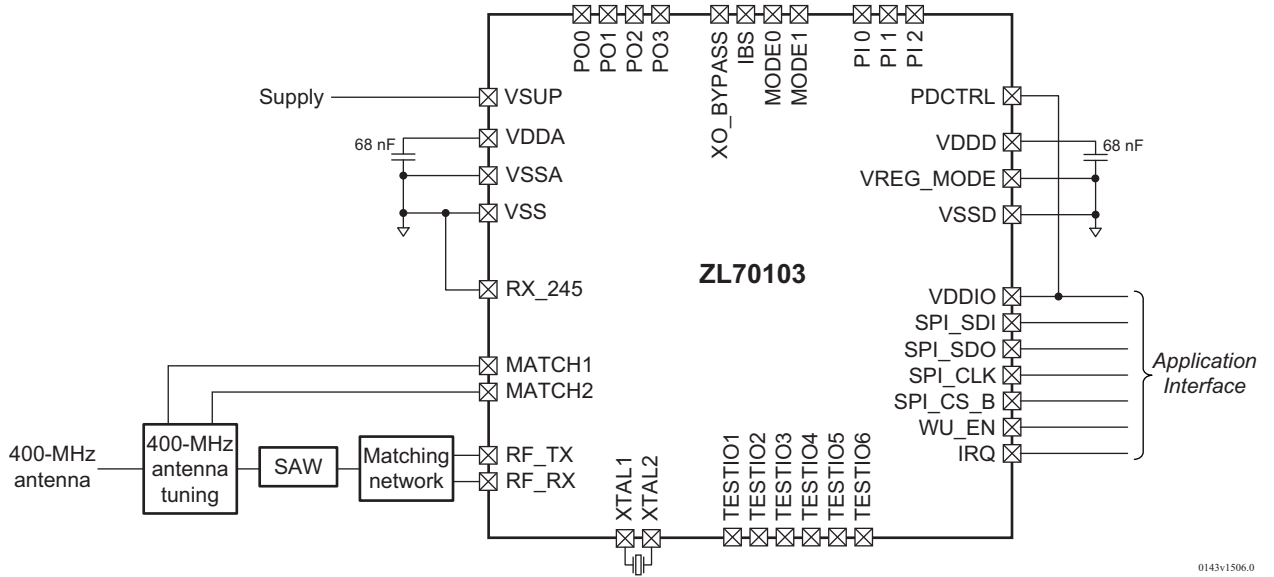 PO0
PO1
PO2
PO3
XO_BYPASS
IBS
MODE0
MODE1
PI 0
PI 1
PI 2
Supply
VSUP
VDDA
68 nF
VSSA
VSS
RX_245
MATCH1
MATCH2
RF_TX
RF_RX
400-MHz
antenna
400-MHz
antenna
tuning
SAW
Matching
network
ZL70103
PDCTRL
VDDD
68 nF
VREG_MODE
VSSD
VDDIO
SPI_SDI
SPI_SDO
SPI_CLK
SPI_CS_B
WU_EN
IRQ
Application
Interface
XTAL1
XTAL2
TESTIO1
TESTIO2
TESTIO3
TESTIO4
TESTIO5
TESTIO6
0143v1506.0